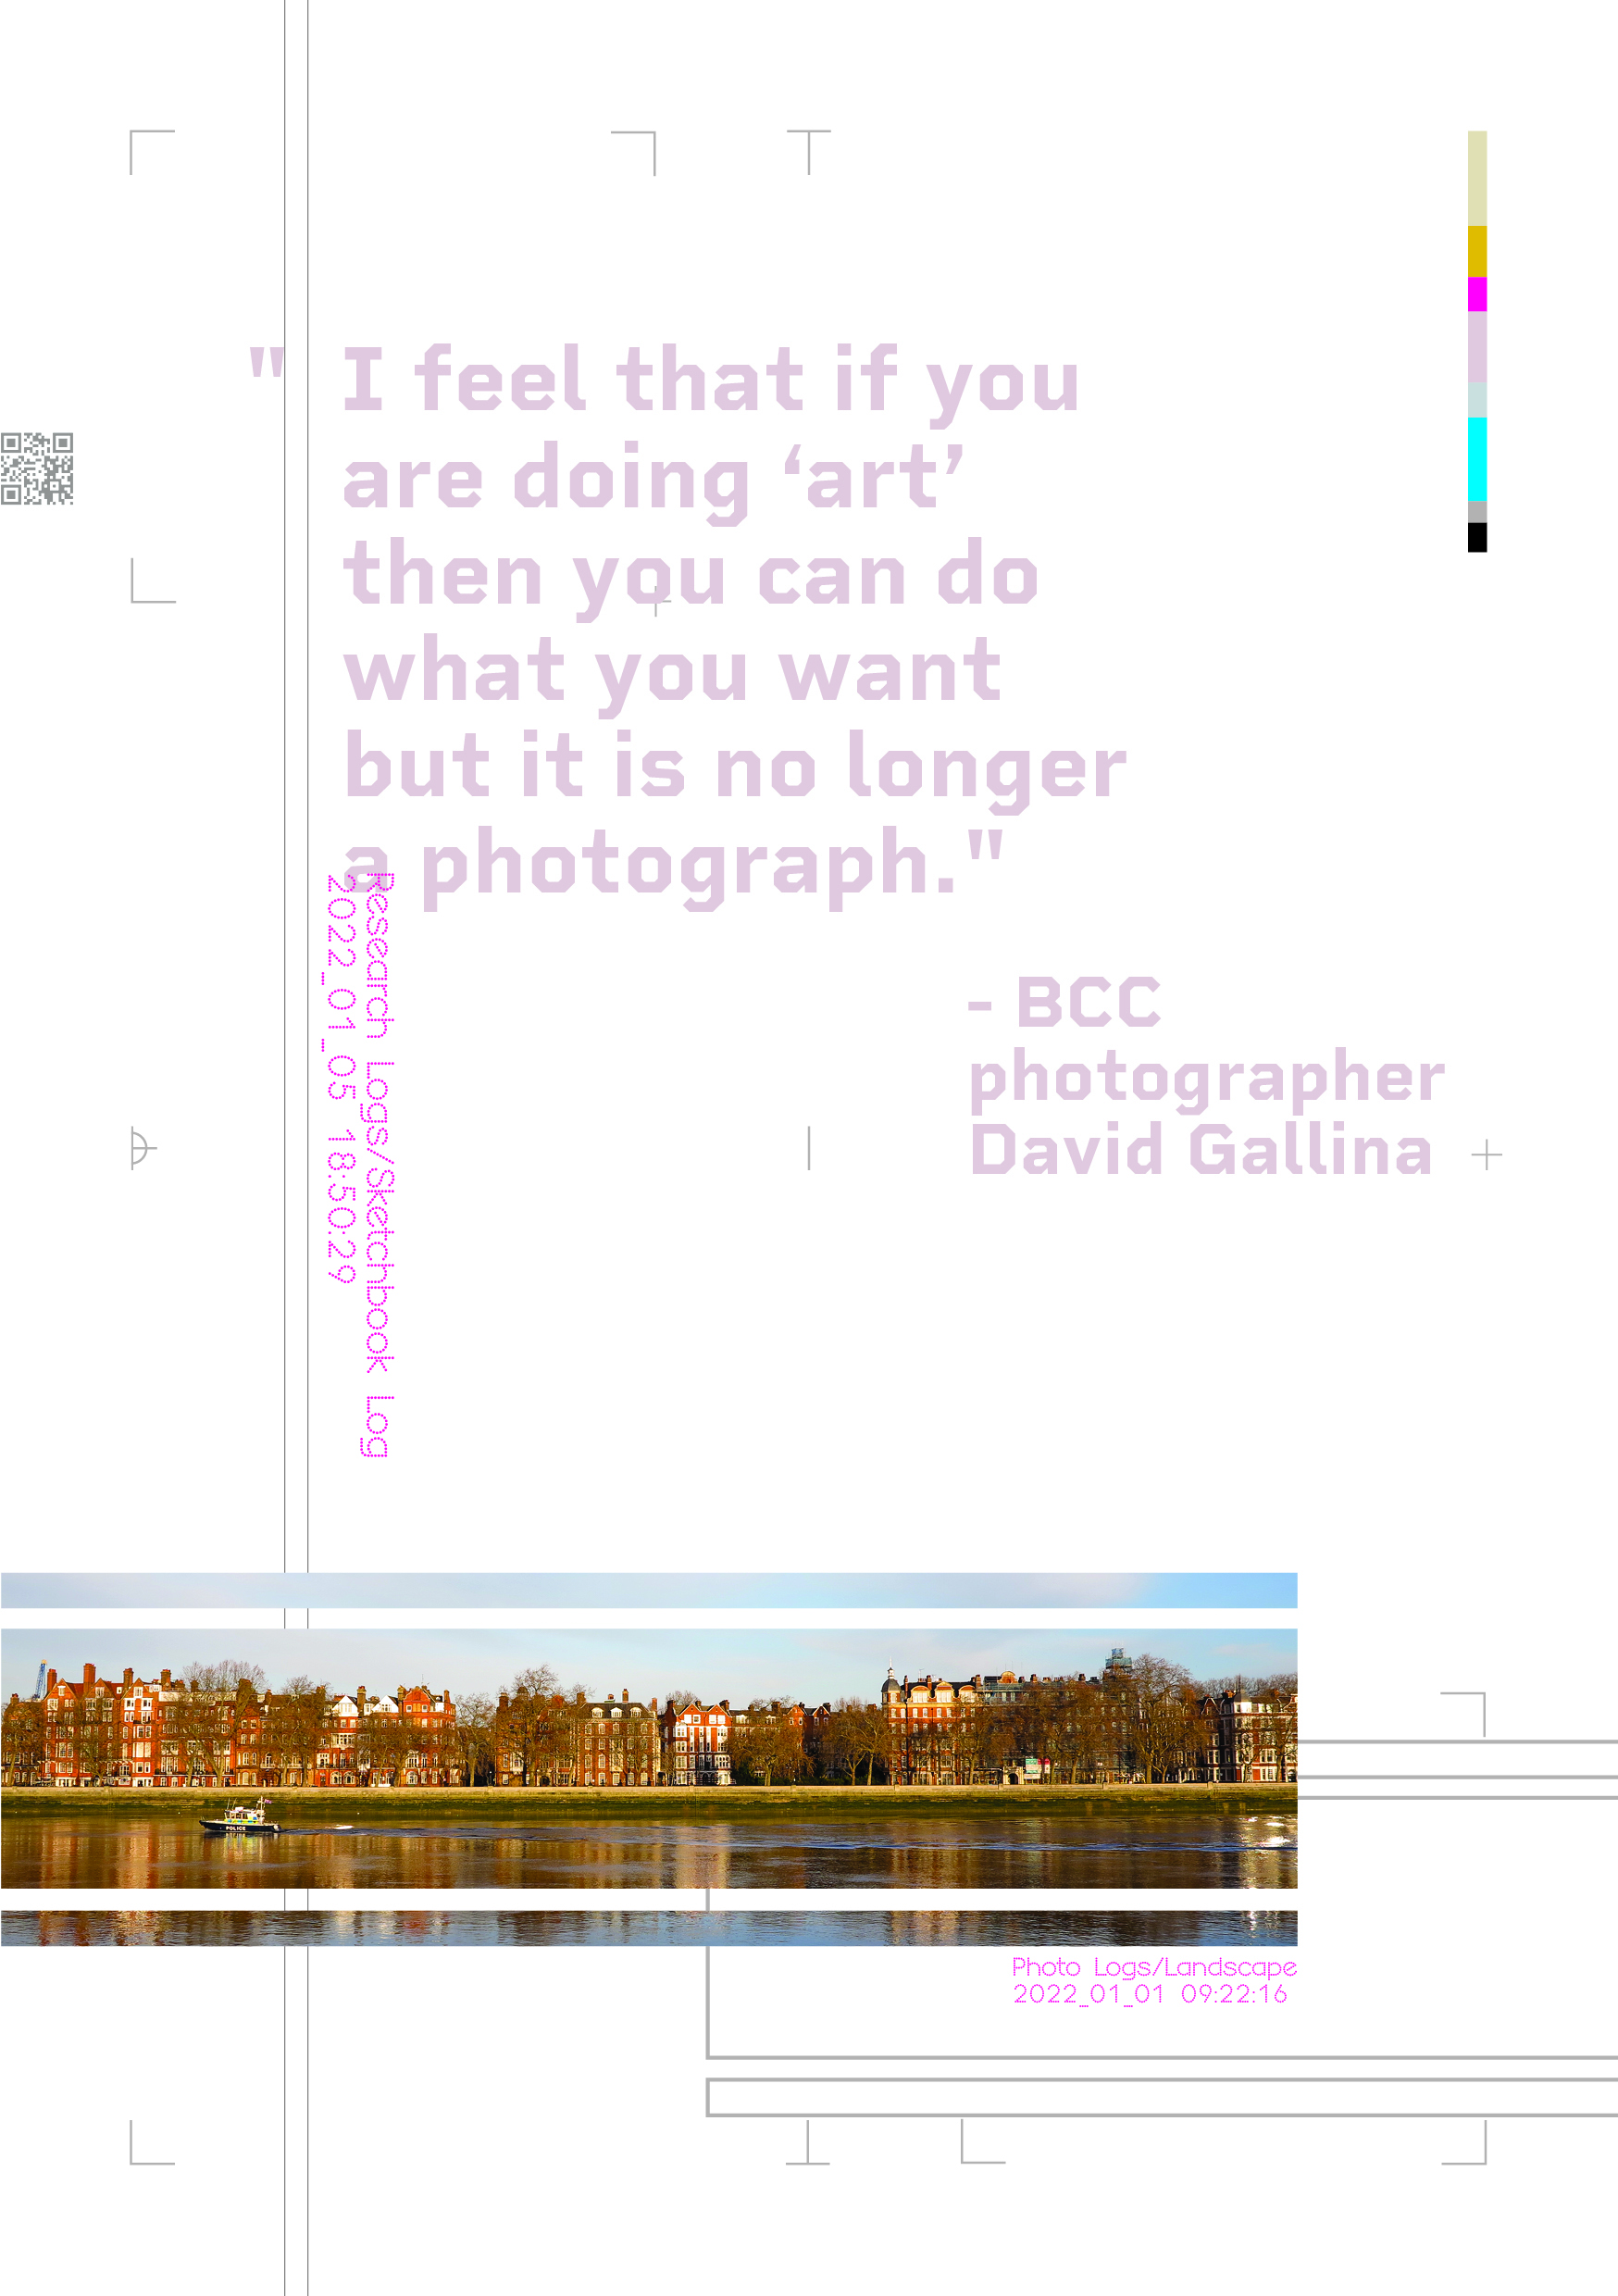 " I feel that if you
are doing ‘art’
then you can do
what you want
but it is no longer
a photograph."
- BCC
photographer
David Gallina
Research Logs/Sketchbook Log
2022_01_05 18:50:29
POLICE
Photo Logs/Landscape
2022_01_01 09:22:16